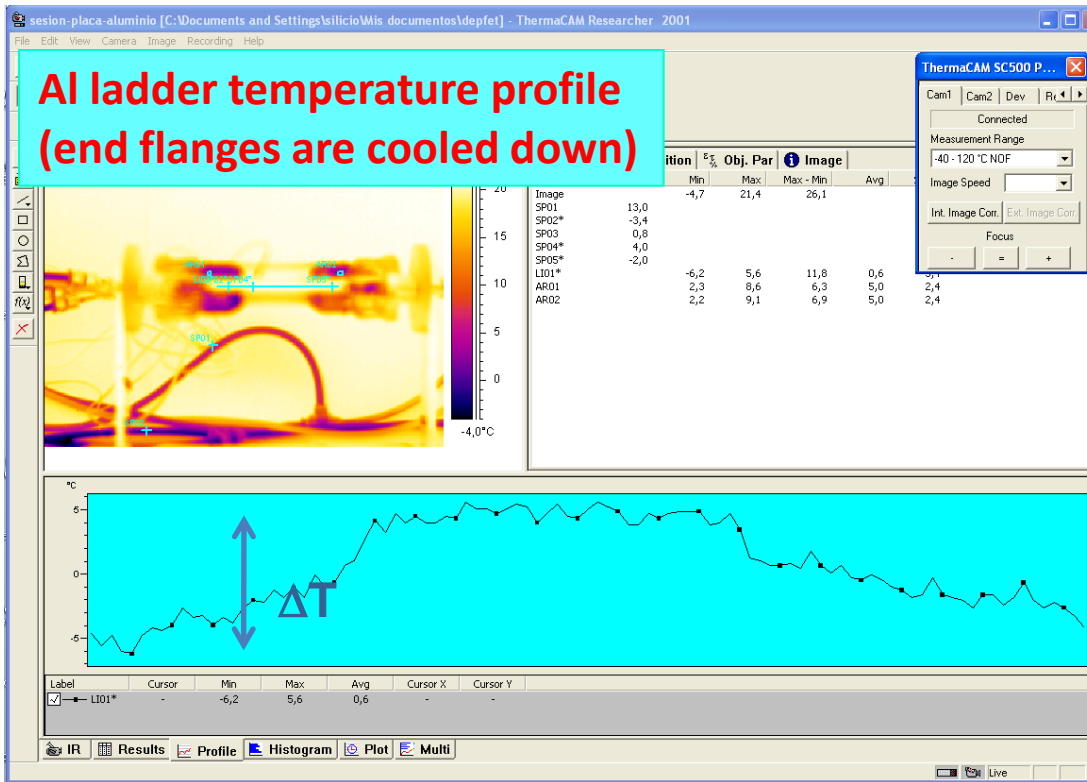 sesion-placa-aluminio [C:\Documents and Settings\silicio\Mis documentos\depfet] - ThermaCAM Researcher 2001
File Edit View Camera Image Recording Help
Al ladder temperature profile
(end flanges are cooled down)
ThermaCAM SC500 P...
Cam1 Cam2 Dev
Connected
Measurement Range
-40 - 120 °C NOF
Image Speed
Int. Image Corr. Ext. Image Corr.
Focus
- = +
Obj. Par Image
Min Max Max - Min Avg
Image -4,7 21,4 26,1
SP01 13,0
SP02* -3,4
SP03 0,8
SP04* 4,0
SP05* -2,0
LI01* -6,2 5,6 11,8 0,6
AR01 2,3 8,6 6,3 5,0 2,4
AR02 2,2 9,1 6,9 5,0 2,4
20
15
10
5
0
-4,0°C
SP01
°C
5
0
-5
ΔT
Label Cursor Min Max Avg Cursor X Cursor Y
LI01* - -6,2 5,6 0,6 - -
IR Results Profile Histogram Plot Multi
Live